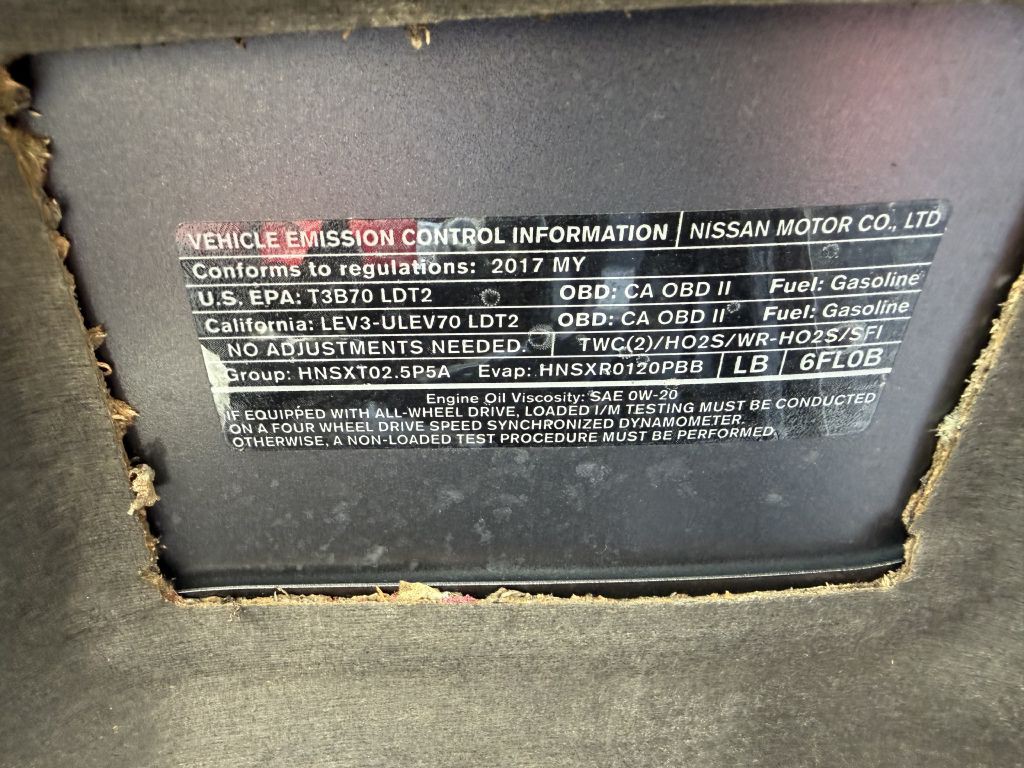 VEHICLE EMISSION CONTROL INFORMATION NISSAN MOTOR CO., LTD
Conforms to regulations: 2017 MY
U.S. EPA: T3B70 LDT2 OBD: CA OBD II Fuel: Gasoline
California: LEV3-ULEV70 LDT2 OBD: CA OBD II Fuel: Gasoline
NO ADJUSTMENTS NEEDED. TWC(2)/HO2S/WR-HO2S/SFI
Group: HNSXT02.5P5A Evap: HNSXR0120PBB LB 6FL0B
Engine Oil Viscosity: SAE 0W-20
IF EQUIPPED WITH ALL-WHEEL DRIVE, LOADED I/M TESTING MUST BE CONDUCTED
ON A FOUR WHEEL DRIVE SPEED SYNCHRONIZED DYNAMOMETER.
OTHERWISE, A NON-LOADED TEST PROCEDURE MUST BE PERFORMED.